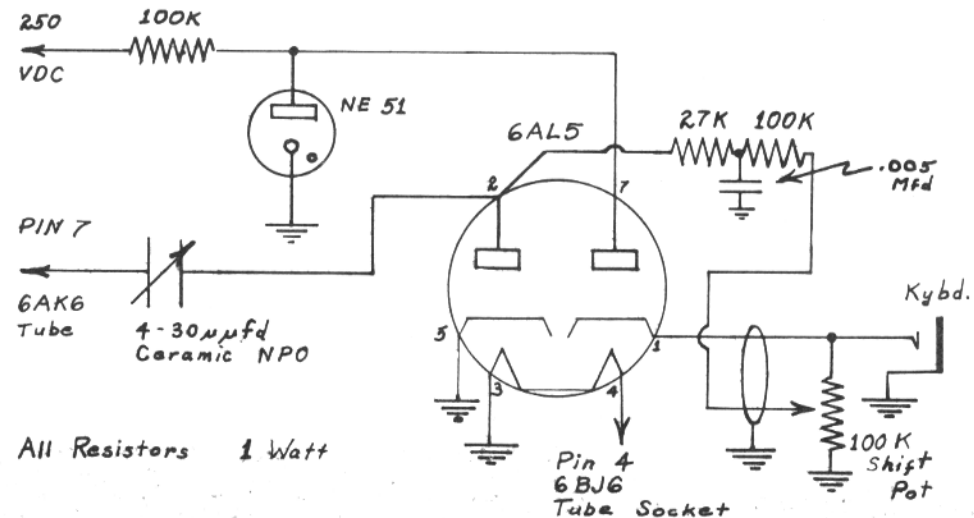 250
VDC
100K
NE 51
6AL5
27K 100K
.005
Mfd
2
7
PIN 7
6AK6
Tube
4-30μμfd
Ceramic NPO
5
1
3
4
Kybd.
All Resistors 1 Watt
Pin 4
6BJ6
Tube Socket
100K
Shift
Pot